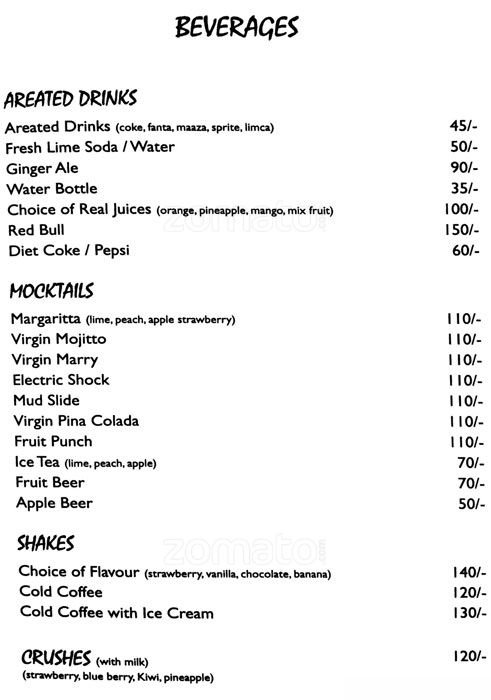 BEVERAGES
AREATED DRINKS
Areated Drinks (coke, fanta, maaza, sprite, limca) 45/-
Fresh Lime Soda / Water 50/-
Ginger Ale 90/-
Water Bottle 35/-
Choice of Real Juices (orange, pineapple, mango, mix fruit) 100/-
zomato
Red Bull 150/-
Diet Coke / Pepsi 60/-
MOCKTAILS
Margaritta (lime, peach, apple strawberry) 110/-
Virgin Mojitto 110/-
Virgin Marry 110/-
Electric Shock 110/-
Mud Slide 110/-
Virgin Pina Colada 110/-
Fruit Punch 110/-
Ice Tea (lime, peach, apple) 70/-
Fruit Beer 70/-
Apple Beer 50/-
SHAKES
zomato.com
Choice of Flavour (strawberry, vanilla, chocolate, banana) 140/-
Cold Coffee 120/-
Cold Coffee with Ice Cream 130/-
CRUSHES (with milk) 120/-
(strawberry, blue berry, Kiwi, pineapple)